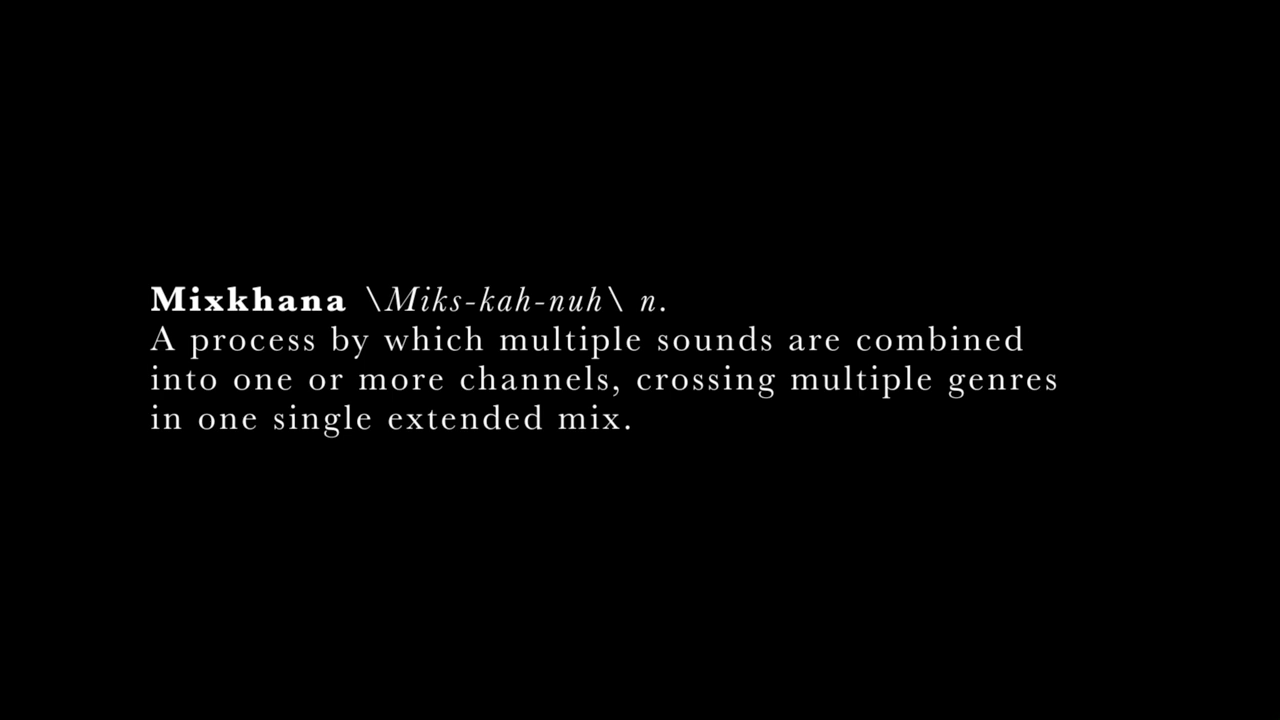 Mixkhana \Miks-kah-nuh\ n.
A process by which multiple sounds are combined
into one or more channels, crossing multiple genres
in one single extended mix.